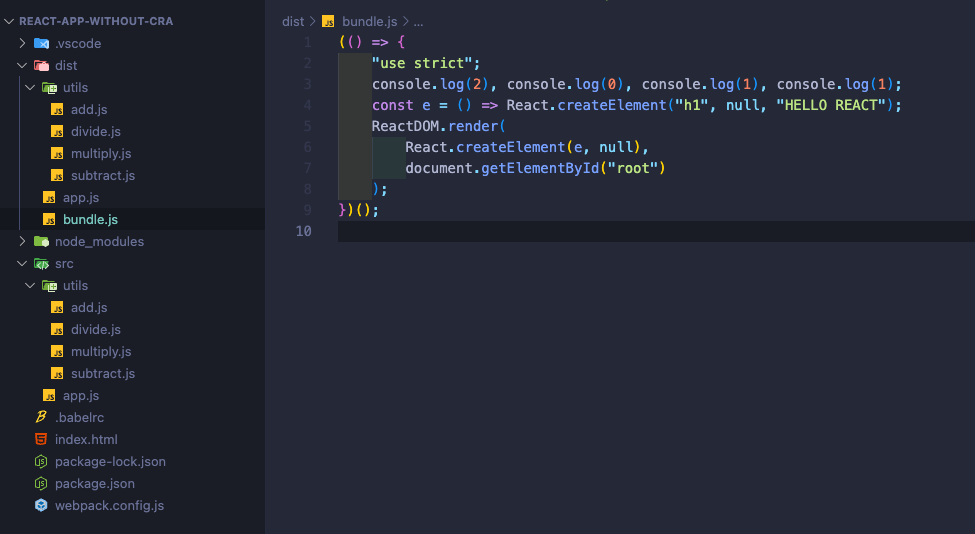 REACT-APP-WITHOUT-CRA
.vscode
dist
utils
add.js
divide.js
multiply.js
subtract.js
app.js
bundle.js
node_modules
src
utils
add.js
divide.js
multiply.js
subtract.js
app.js
.babelrc
index.html
package-lock.json
package.json
webpack.config.js
dist > JS bundle.js > ...
1 (() => {
2 "use strict";
3 console.log(2), console.log(0), console.log(1), console.log(1);
4 const e = () => React.createElement("h1", null, "HELLO REACT");
5 ReactDOM.render(
6 React.createElement(e, null),
7 document.getElementById("root")
8 );
9 })();
10